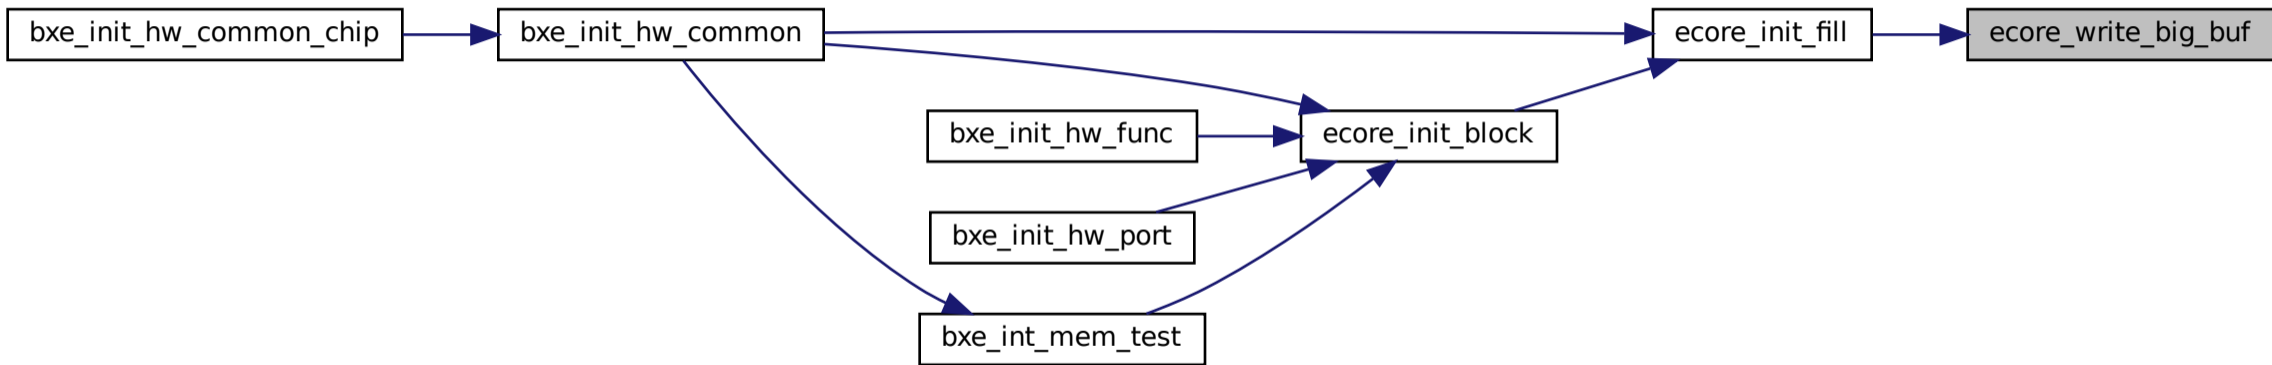 bxe_init_hw_common_chip
bxe_init_hw_common
ecore_init_fill
ecore_write_big_buf
bxe_init_hw_func
ecore_init_block
bxe_init_hw_port
bxe_int_mem_test